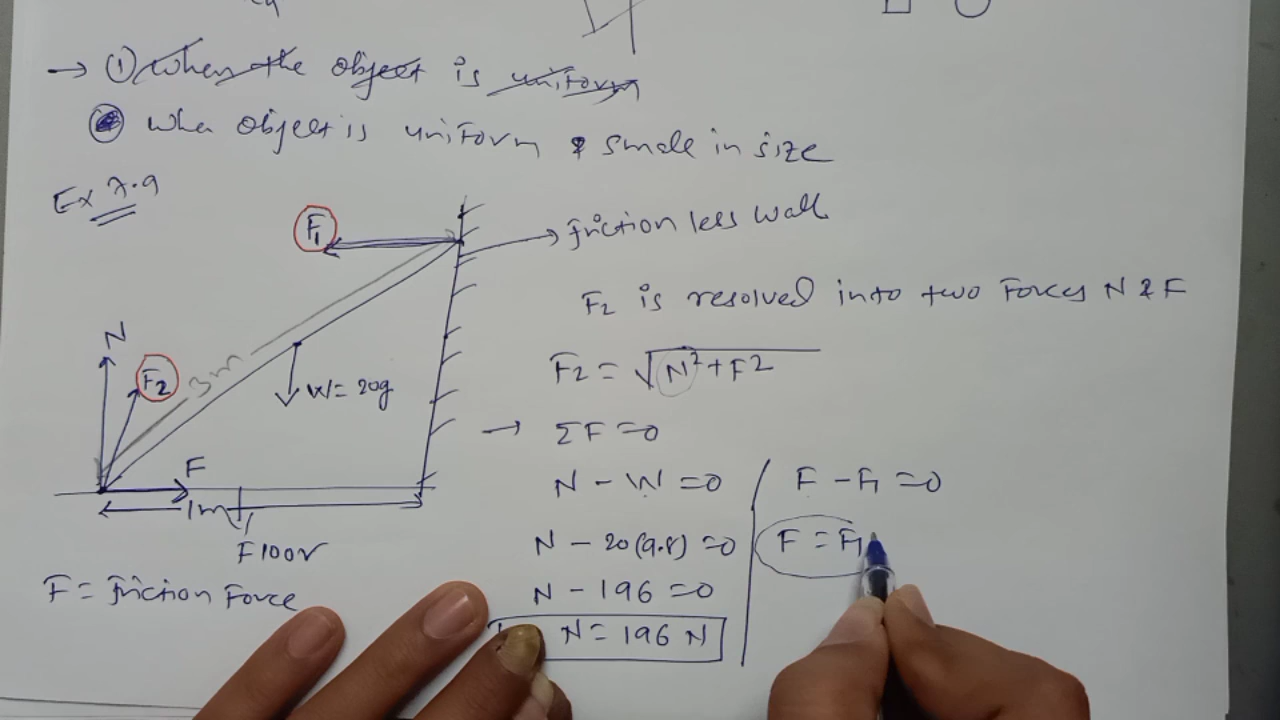 → ① When the object is uniform
② when object is uniform & small in size
Ex 7.9
F₁
→ friction less wall
F₂ is resolved into two Forces N & F
N
F₂
3m
W = 20g
F₂ = √N² + F²
→ ΣF = 0
F
N - W = 0
F - F₁ = 0
1m
N - 20(9.8) = 0
F = F₁
Floor
F = Friction Force
N - 196 = 0
N = 196 N